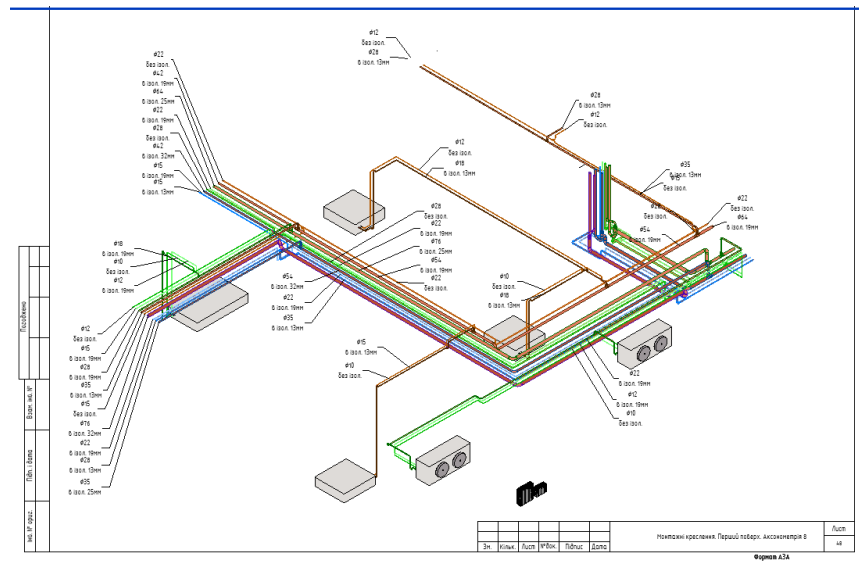 ø12
без ізол.
ø28
в ізол. 13мм
ø22
без ізол.
ø42
в ізол. 19мм
ø64
в ізол. 25мм
ø22
в ізол. 19мм
ø28
без ізол.
ø42
в ізол. 32мм
ø15
в ізол. 19мм
ø15
в ізол. 13мм
ø28
в ізол. 13мм
ø12
без ізол.
ø12
без ізол.
ø18
в ізол. 13мм
ø35
в ізол. 13мм
ø22
без ізол.
ø64
в ізол. 19мм
без ізол.
ø54
в ізол. 19мм
ø28
без ізол.
ø22
в ізол. 19мм
ø76
в ізол. 25мм
ø54
в ізол. 19мм
ø22
без ізол.
ø18
в ізол. 19мм
ø10
без ізол.
ø12
в ізол. 19мм
ø54
в ізол. 32мм
ø22
в ізол. 19мм
ø35
в ізол. 13мм
ø10
без ізол.
ø18
в ізол. 13мм
ø12
без ізол.
ø15
в ізол. 19мм
ø28
в ізол. 19мм
ø35
в ізол. 13мм
ø15
без ізол.
ø76
в ізол. 32мм
ø22
в ізол. 19мм
ø28
в ізол. 13мм
ø35
в ізол. 25мм
ø15
в ізол. 13мм
ø10
без ізол.
ø22
в ізол. 19мм
ø12
в ізол. 19мм
ø10
без ізол.
Погоджено
Взам. інв. №
Підп. і дата
Інв. № ориг.
Зм. Кільк. Лист №док. Підпис Дата
Монтажні креслення. Перший поверх. Аксонометрія 8
Лист
46
Формат А3А